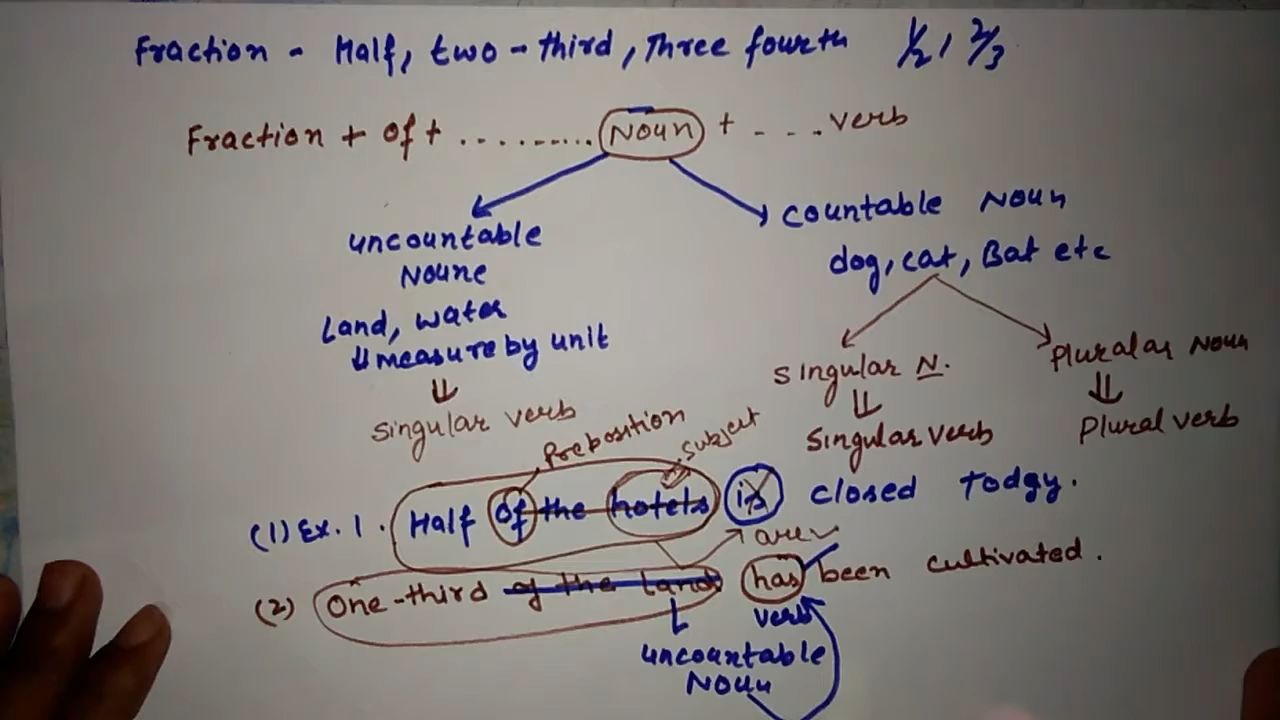 Fraction - Half, two-third, Three fourth 1/2, 2/3
Fraction + of + .......... Noun + - - - . verb
uncountable
Noune
Land, water
⇓ measure by unit
⇓
singular verb
countable Noun
dog, cat, Bat etc
singular N.
⇓
Singular verb
Pluralar Noun
⇓
Plural verb
Preposition
subject
(1) Ex. 1. Half of the hotels is closed Today.
are ✓
(2) One-third of the land has been cultivated.
verb
uncountable
Noun